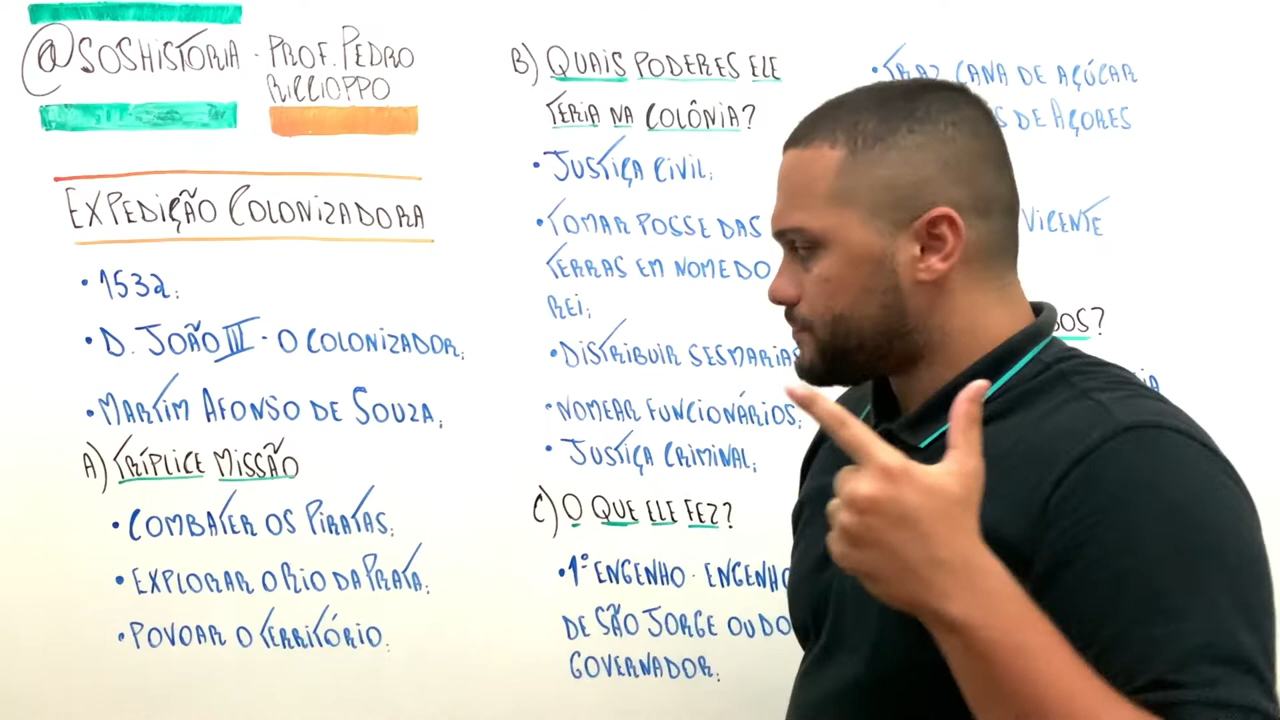 @SOSHISTORIA - PROF. PEDRO
RICCIOPPO
EXPEDIÇÃO COLONIZADORA
• 1532;
• D. JOÃO III - O COLONIZADOR;
• MARTIM AFONSO DE SOUZA;
A) TRÍPLICE MISSÃO
• COMBATER OS PIRATAS;
• EXPLORAR O RIO DA PRATA;
• POVOAR O TERRITÓRIO.
B) QUAIS PODERES ELE
TERIA NA COLÔNIA?
• JUSTIÇA CIVIL;
• TOMAR POSSE DAS
TERRAS EM NOME DO
REI;
• DISTRIBUIR SESMARIAS
• NOMEAR FUNCIONÁRIOS;
• JUSTIÇA CRIMINAL;
C) O QUE ELE FEZ?
• 1º ENGENHO - ENGENHO
DE SÃO JORGE OU DO
GOVERNADOR;
• TRAZ CANA DE AÇÚCAR
DE AÇORES
VICENTE